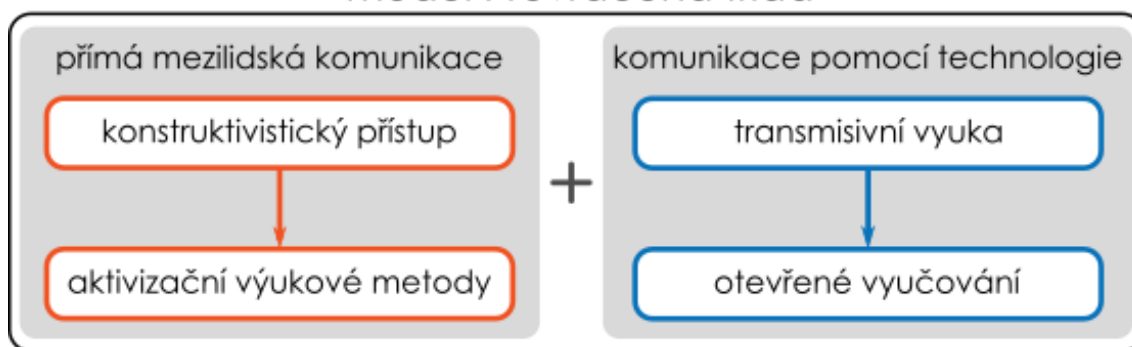 přímá mezilidská komunikace
konstruktivistický přístup
aktivizační výukové metody
+
komunikace pomocí technologie
transmisivní vyuka
otevřené vyučování